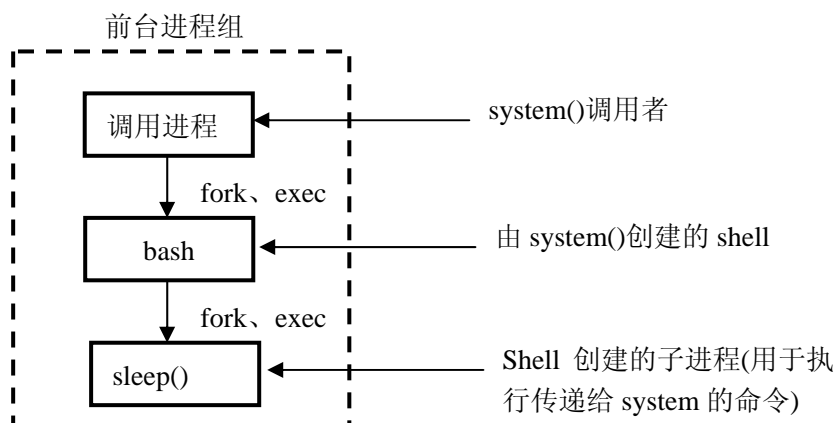 前台进程组
调用进程
system()调用者
fork、exec
bash
由 system()创建的 shell
fork、exec
sleep()
Shell 创建的子进程(用于执
行传递给 system 的命令)